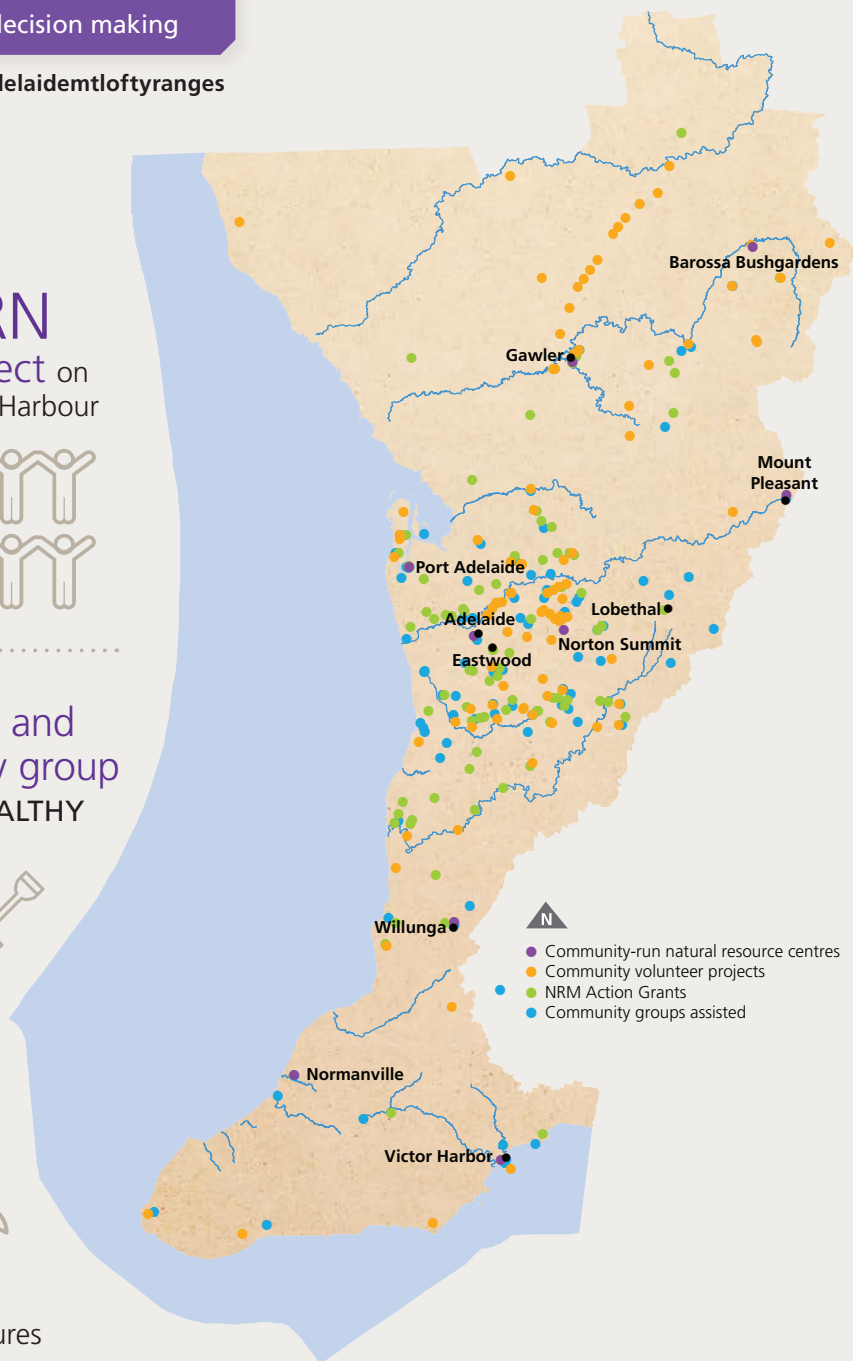 decision making
delaidemtloftyranges
RN
ect on
Harbour
and
y group
ALTHY
ures
Barossa Bushgardens
Gawler
Mount
Pleasant
Port Adelaide
Lobethal
Adelaide
Norton Summit
Eastwood
Willunga
N
Community-run natural resource centres
Community volunteer projects
NRM Action Grants
Community groups assisted
Normanville
Victor Harbor